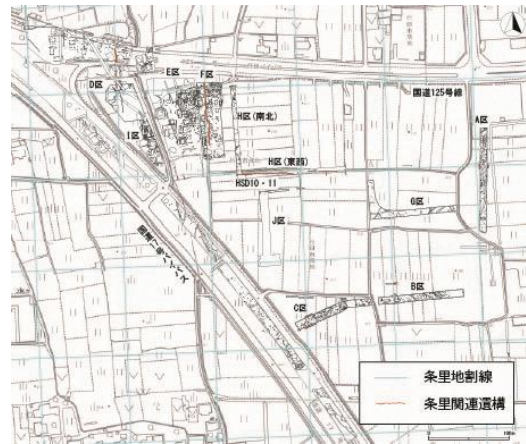 D区
E区
F区
I区
H区(南北)
国道125号線
A区
H区(東西)
HSD10・11
G区
J区
B区
C区
条里地割線
条里関連遺構